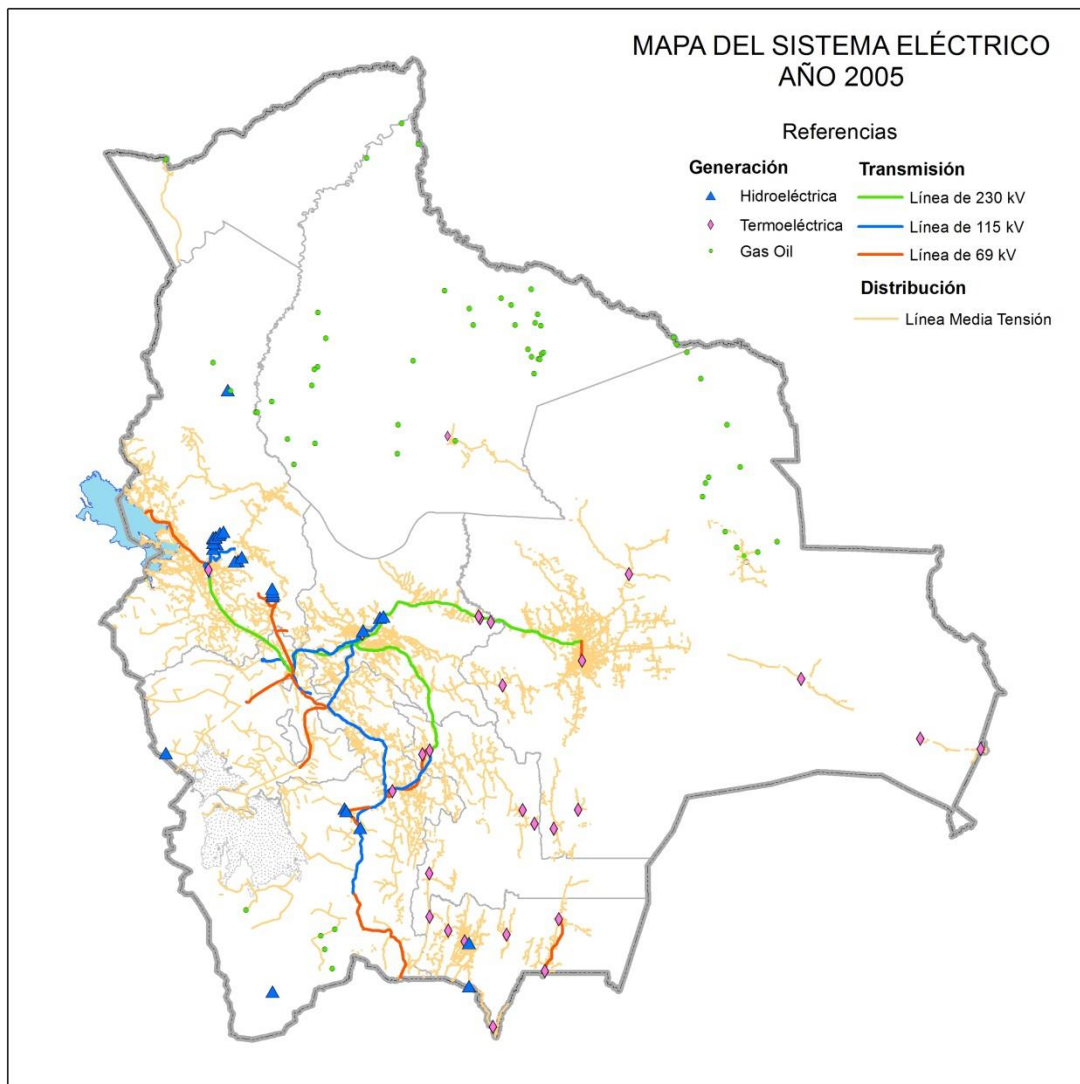 MAPA DEL SISTEMA ELÉCTRICO
AÑO 2005
Referencias
Generación
Hidroeléctrica
Termoeléctrica
Gas Oil
Transmisión
Línea de 230 kV
Línea de 115 kV
Línea de 69 kV
Distribución
Línea Media Tensión